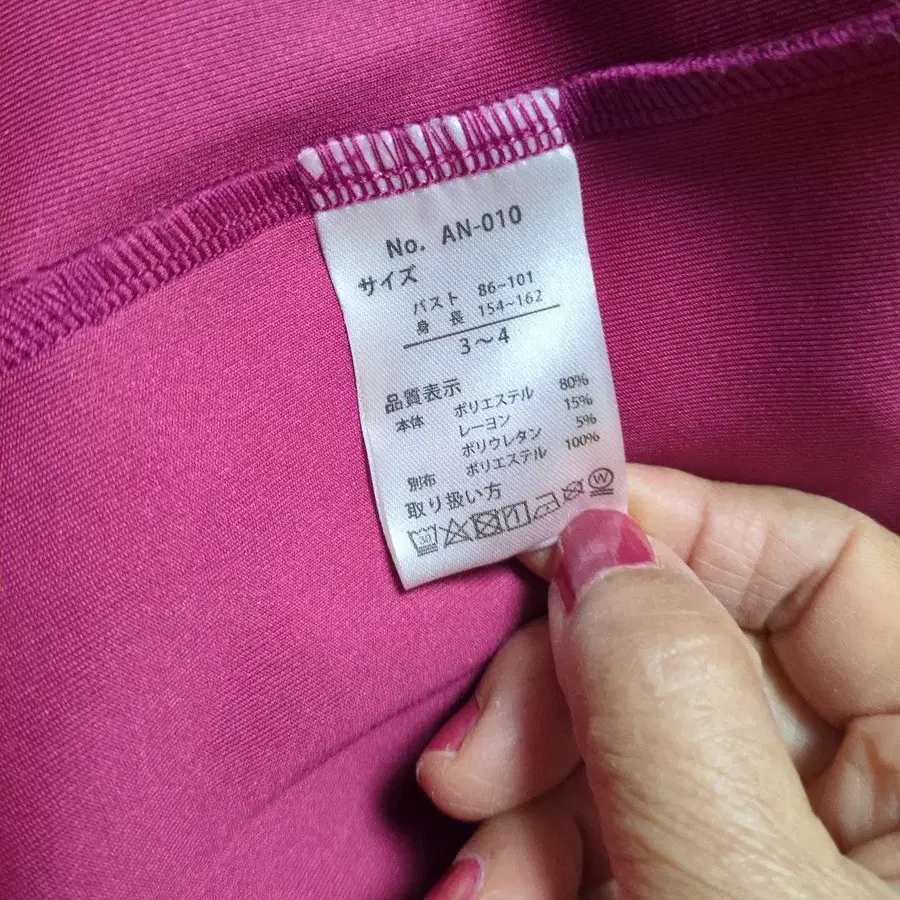 No. AN-010
サイズ
バスト 86~101
身長 154~162
3～4
品質表示
本体 ポリエステル 80%
レーヨン 15%
ポリウレタン 5%
別布 ポリエステル 100%
取り扱い方
30 W